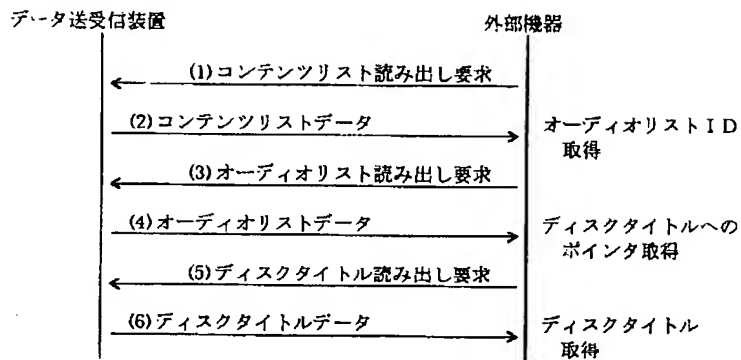 データ送受信装置
外部機器
(1)コンテンツリスト読み出し要求
(2)コンテンツリストデータ
オーディオリストID
取得
(3)オーディオリスト読み出し要求
(4)オーディオリストデータ
ディスクタイトルへの
ポインタ取得
(5)ディスクタイトル読み出し要求
(6)ディスクタイトルデータ
ディスクタイトル
取得